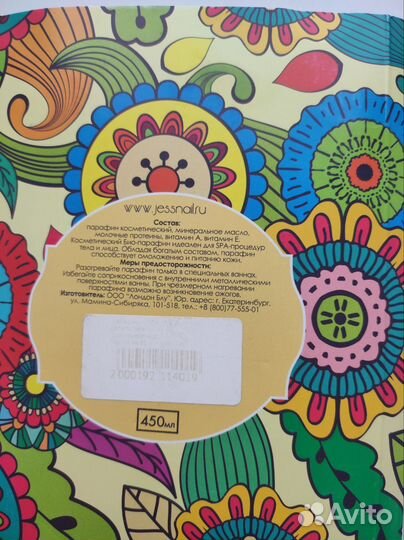 www.jessnail.ru
Состав:
парафин косметический, минеральное масло,
молочные протеины, витамин А, витамин Е.
Косметический Био-парафин идеален для SPA-процедур
тела и лица. Обладая богатым составом, парафин
способствует омоложению и питанию кожи.
Меры предосторожности:
Разогревайте парафин только в специальных ваннах.
Избегайте соприкосновения с внутренними металлическими
поверхностями ванны. При чрезмерном нагревании
парафина возможно возникновение ожогов.
Изготовитель: ООО "Лондон Блу", Юр. адрес: г. Екатеринбург,
ул. Мамина-Сибиряка, 101-518. тел.: +8 (800)77-555-01
450мл
Avito